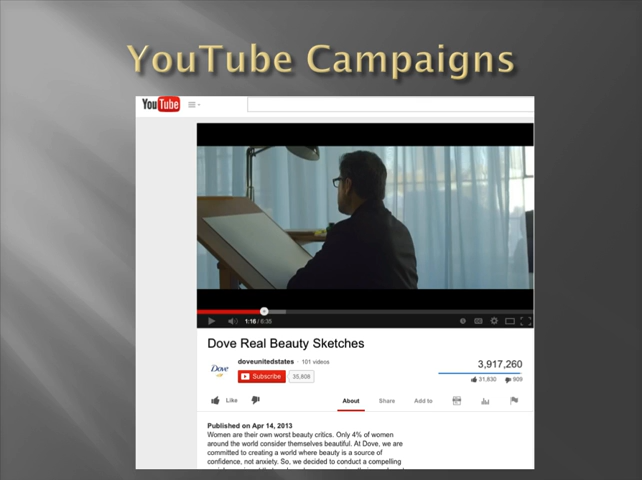 YouTube Campaigns
YouTube
1:16 / 6:36
Dove Real Beauty Sketches
doveunitedstates · 101 videos
Dove
Subscribe 35,808
3,917,260
31,830 909
Like About Share Add to
Published on Apr 14, 2013
Women are their own worst beauty critics. Only 4% of women
around the world consider themselves beautiful. At Dove, we are
committed to creating a world where beauty is a source of
confidence, not anxiety. So, we decided to conduct a compelling